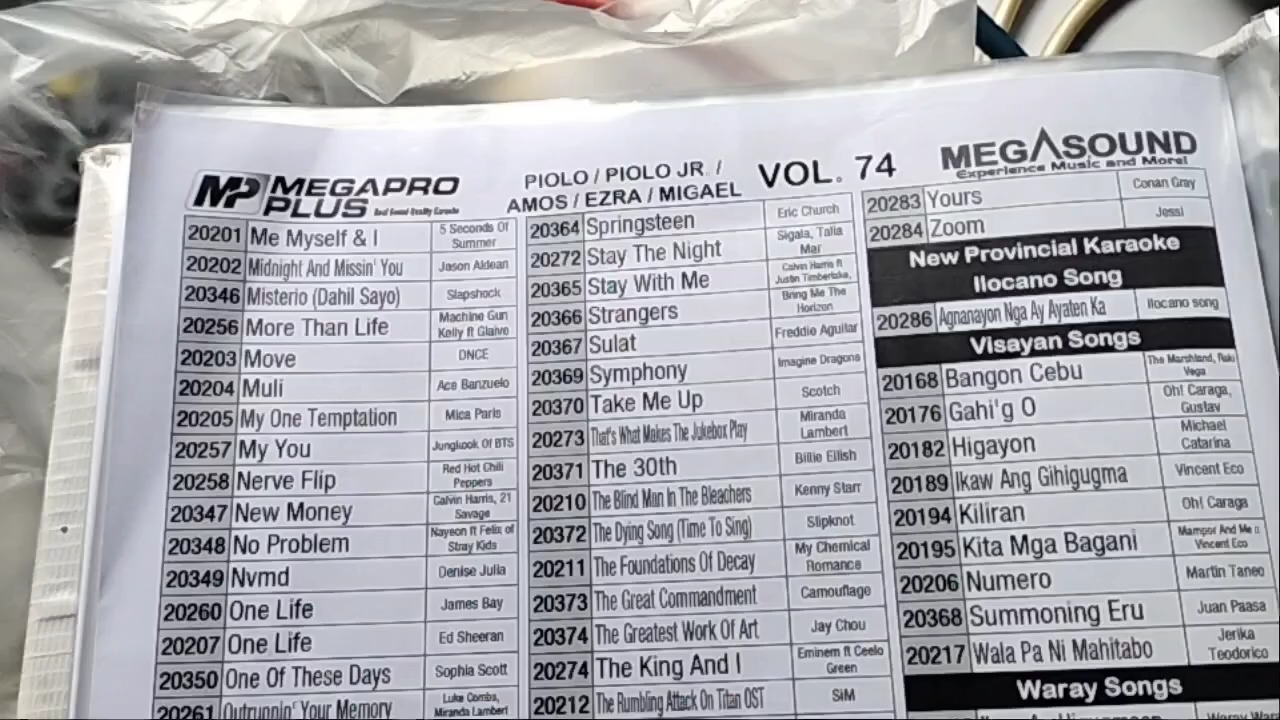 MP MEGAPRO PLUS Real Sound Quality Karaoke
PIOLO / PIOLO JR. /
AMOS / EZRA / MIGAEL
VOL. 74
MEGASOUND
Experience Music and More!
20201 Me Myself & I 5 Seconds Of Summer
20202 Midnight And Missin' You Jason Aldean
20346 Misterio (Dahil Sayo) Slapshock
20256 More Than Life Machine Gun Kelly ft Glaive
20203 Move DNCE
20204 Muli Ace Banzuelo
20205 My One Temptation Mica Paris
20257 My You Jungkook Of BTS
20258 Nerve Flip Red Hot Chili Peppers
20347 New Money Calvin Harris, 21 Savage
20348 No Problem Nayeon ft Felix of Stray Kids
20349 Nvmd Denise Julia
20260 One Life James Bay
20207 One Life Ed Sheeran
20350 One Of These Days Sophia Scott
20261 Outrunnin' Your Memory Luke Combs, Miranda Lambert
20364 Springsteen Eric Church
20272 Stay The Night Sigala, Talia Mar
20365 Stay With Me Calvin Harris ft Justin Timberlake,
20366 Strangers Bring Me The Horizon
20367 Sulat Freddie Aguilar
20369 Symphony Imagine Dragons
20370 Take Me Up Scotch
20273 That's What Makes The Jukebox Play Miranda Lambert
20371 The 30th Billie Eilish
20210 The Blind Man In The Bleachers Kenny Starr
20372 The Dying Song (Time To Sing) Slipknot
20211 The Foundations Of Decay My Chemical Romance
20373 The Great Commandment Camouflage
20374 The Greatest Work Of Art Jay Chou
20274 The King And I Eminem ft Ceelo Green
20212 The Rumbling Attack On Titan OST SiM
20283 Yours Conan Gray
20284 Zoom Jessi
New Provincial Karaoke
Ilocano Song
20286 Agnanayon Nga Ay Ayaten Ka Ilocano song
Visayan Songs
20168 Bangon Cebu The Marshland, Vega
20176 Gahi'g O Oh! Caraga, Gustav
20182 Higayon Michael Catarina
20189 Ikaw Ang Gihigugma Vincent Eco
20194 Kiliran Oh! Caraga
20195 Kita Mga Bagani Mampor And Me ft Vincent Eco
20206 Numero Martin Taneo
20368 Summoning Eru Juan Paasa
20217 Wala Pa Ni Mahitabo Jerika Teodorico
Waray Songs